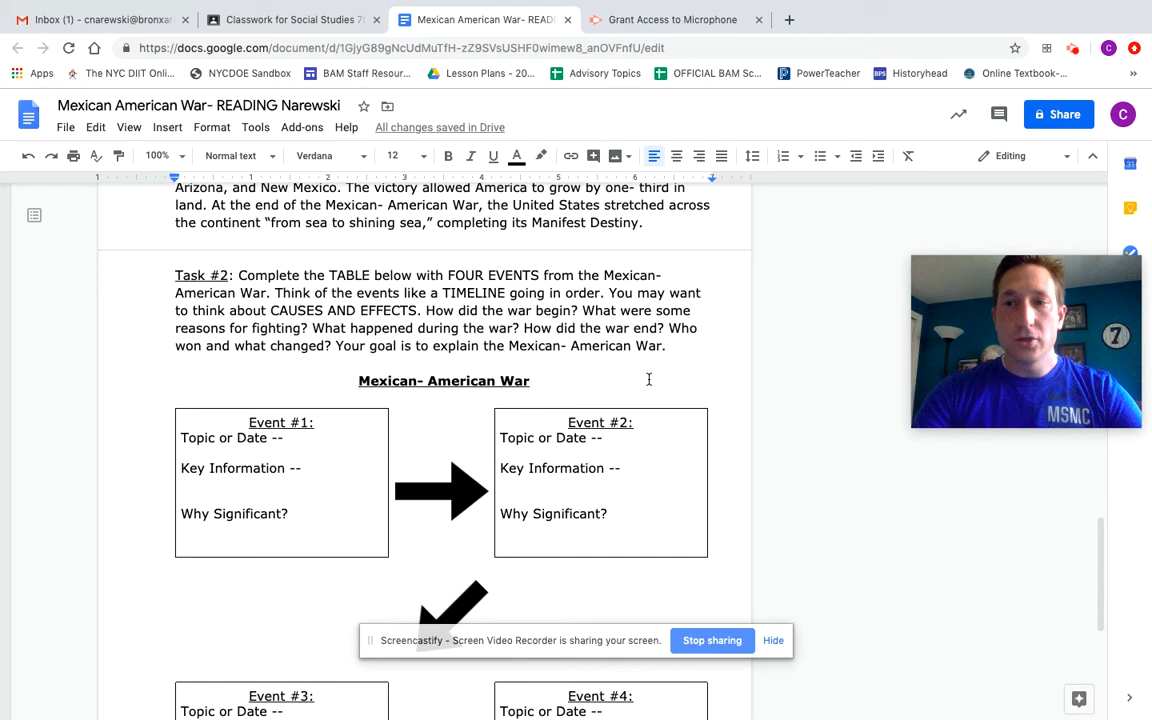 Inbox (1) - cnarewski@bronxar
Classwork for Social Studies 7(
Mexican American War- READI
Grant Access to Microphone
https://docs.google.com/document/d/1GjyG89gNcUdMuTfH-zZ9SVsUSHF0wimew8_anOVFnfU/edit
C
Apps
The NYC DIIT Onli...
NYCDOE Sandbox
BAM Staff Resour...
Lesson Plans - 20...
Advisory Topics
OFFICIAL BAM Sc...
PowerTeacher
BPS Historyhead
Online Textbook-...
»
Mexican American War- READING Narewski
File Edit View Insert Format Tools Add-ons Help All changes saved in Drive
Share
C
100% Normal text Verdana 12 B I U A Editing
1 1 2 3 4 5 6 7
31
Arizona, and New Mexico. The victory allowed America to grow by one- third in
land. At the end of the Mexican- American War, the United States stretched across
the continent “from sea to shining sea,” completing its Manifest Destiny.
Task #2: Complete the TABLE below with FOUR EVENTS from the Mexican-
American War. Think of the events like a TIMELINE going in order. You may want
to think about CAUSES AND EFFECTS. How did the war begin? What were some
reasons for fighting? What happened during the war? How did the war end? Who
won and what changed? Your goal is to explain the Mexican- American War.
Mexican- American War
Event #1:
Topic or Date --
Key Information --
Why Significant?
Event #2:
Topic or Date --
Key Information --
Why Significant?
7
MSMC
Screencastify - Screen Video Recorder is sharing your screen.
Stop sharing
Hide
Event #3:
Topic or Date --
Event #4:
Topic or Date --